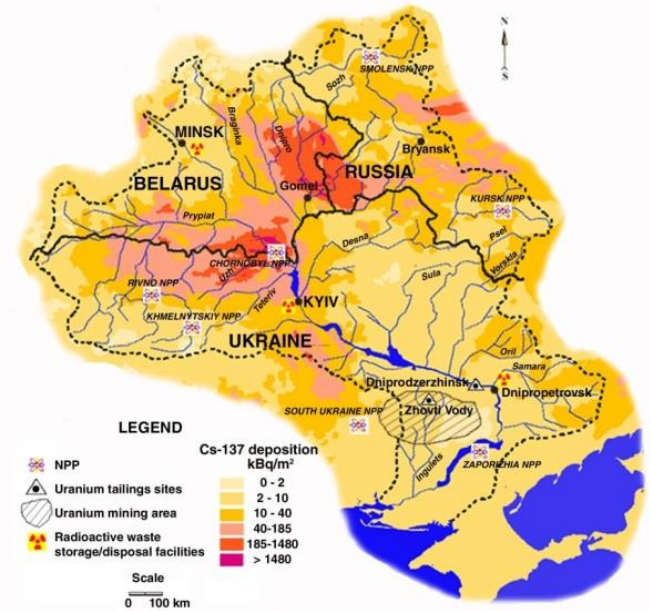 N
S
SMOLENSK NPP
Sozh
Braginka
Dnipro
MINSK
Bryansk
RUSSIA
BELARUS
Gomel
KURSK NPP
Prypiat
Psel
Desna
Vorskla
CHORNOBYL NPP
Uzh
Sula
RIVNO NPP
Teteriv
KYIV
KHMELNYTSKIY NPP
UKRAINE
Oril
Samara
Dniprodzerzhinsk
Dnipropetrovsk
SOUTH UKRAINE NPP
Zhovti Vody
Ingulets
ZAPORIZHIA NPP
LEGEND
NPP
Uranium tailings sites
Uranium mining area
Radioactive waste
storage/disposal facilities
Scale
0 100 km
Cs-137 deposition
kBq/m²
0 - 2
2 - 10
10 - 40
40-185
185-1480
> 1480